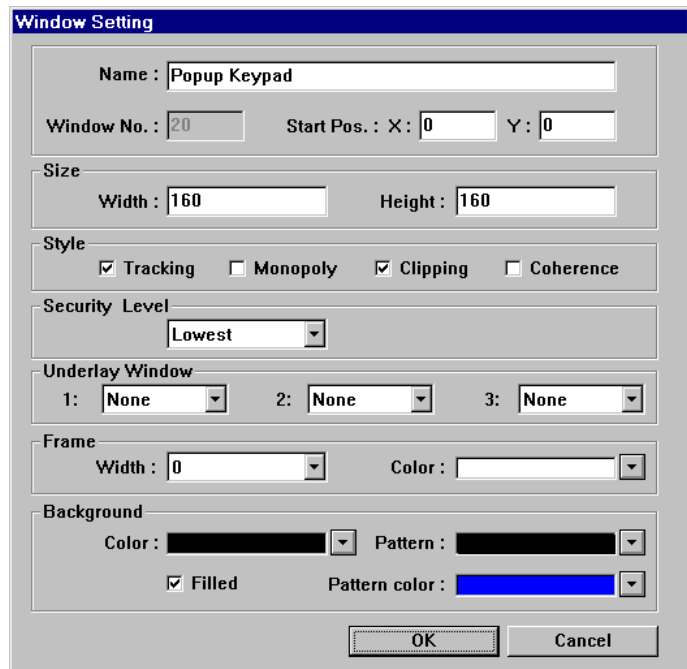 Window Setting
Name : Popup Keypad
Window No. : 20 Start Pos. : X : 0 Y : 0
Size
Width : 160 Height : 160
Style
Tracking Monopoly Clipping Coherence
Security Level
Lowest
Underlay Window
1: None 2: None 3: None
Frame
Width : 0 Color :
Background
Color : Pattern :
Filled Pattern color :
OK Cancel